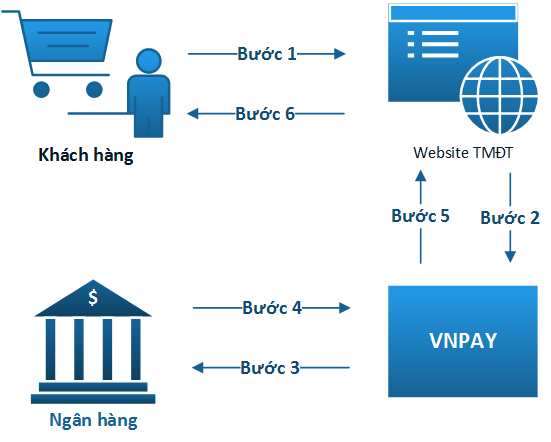 Bước 1
Bước 6
Khách hàng
Website TMĐT
Bước 5
Bước 2
$
Bước 4
VNPAY
Bước 3
Ngân hàng